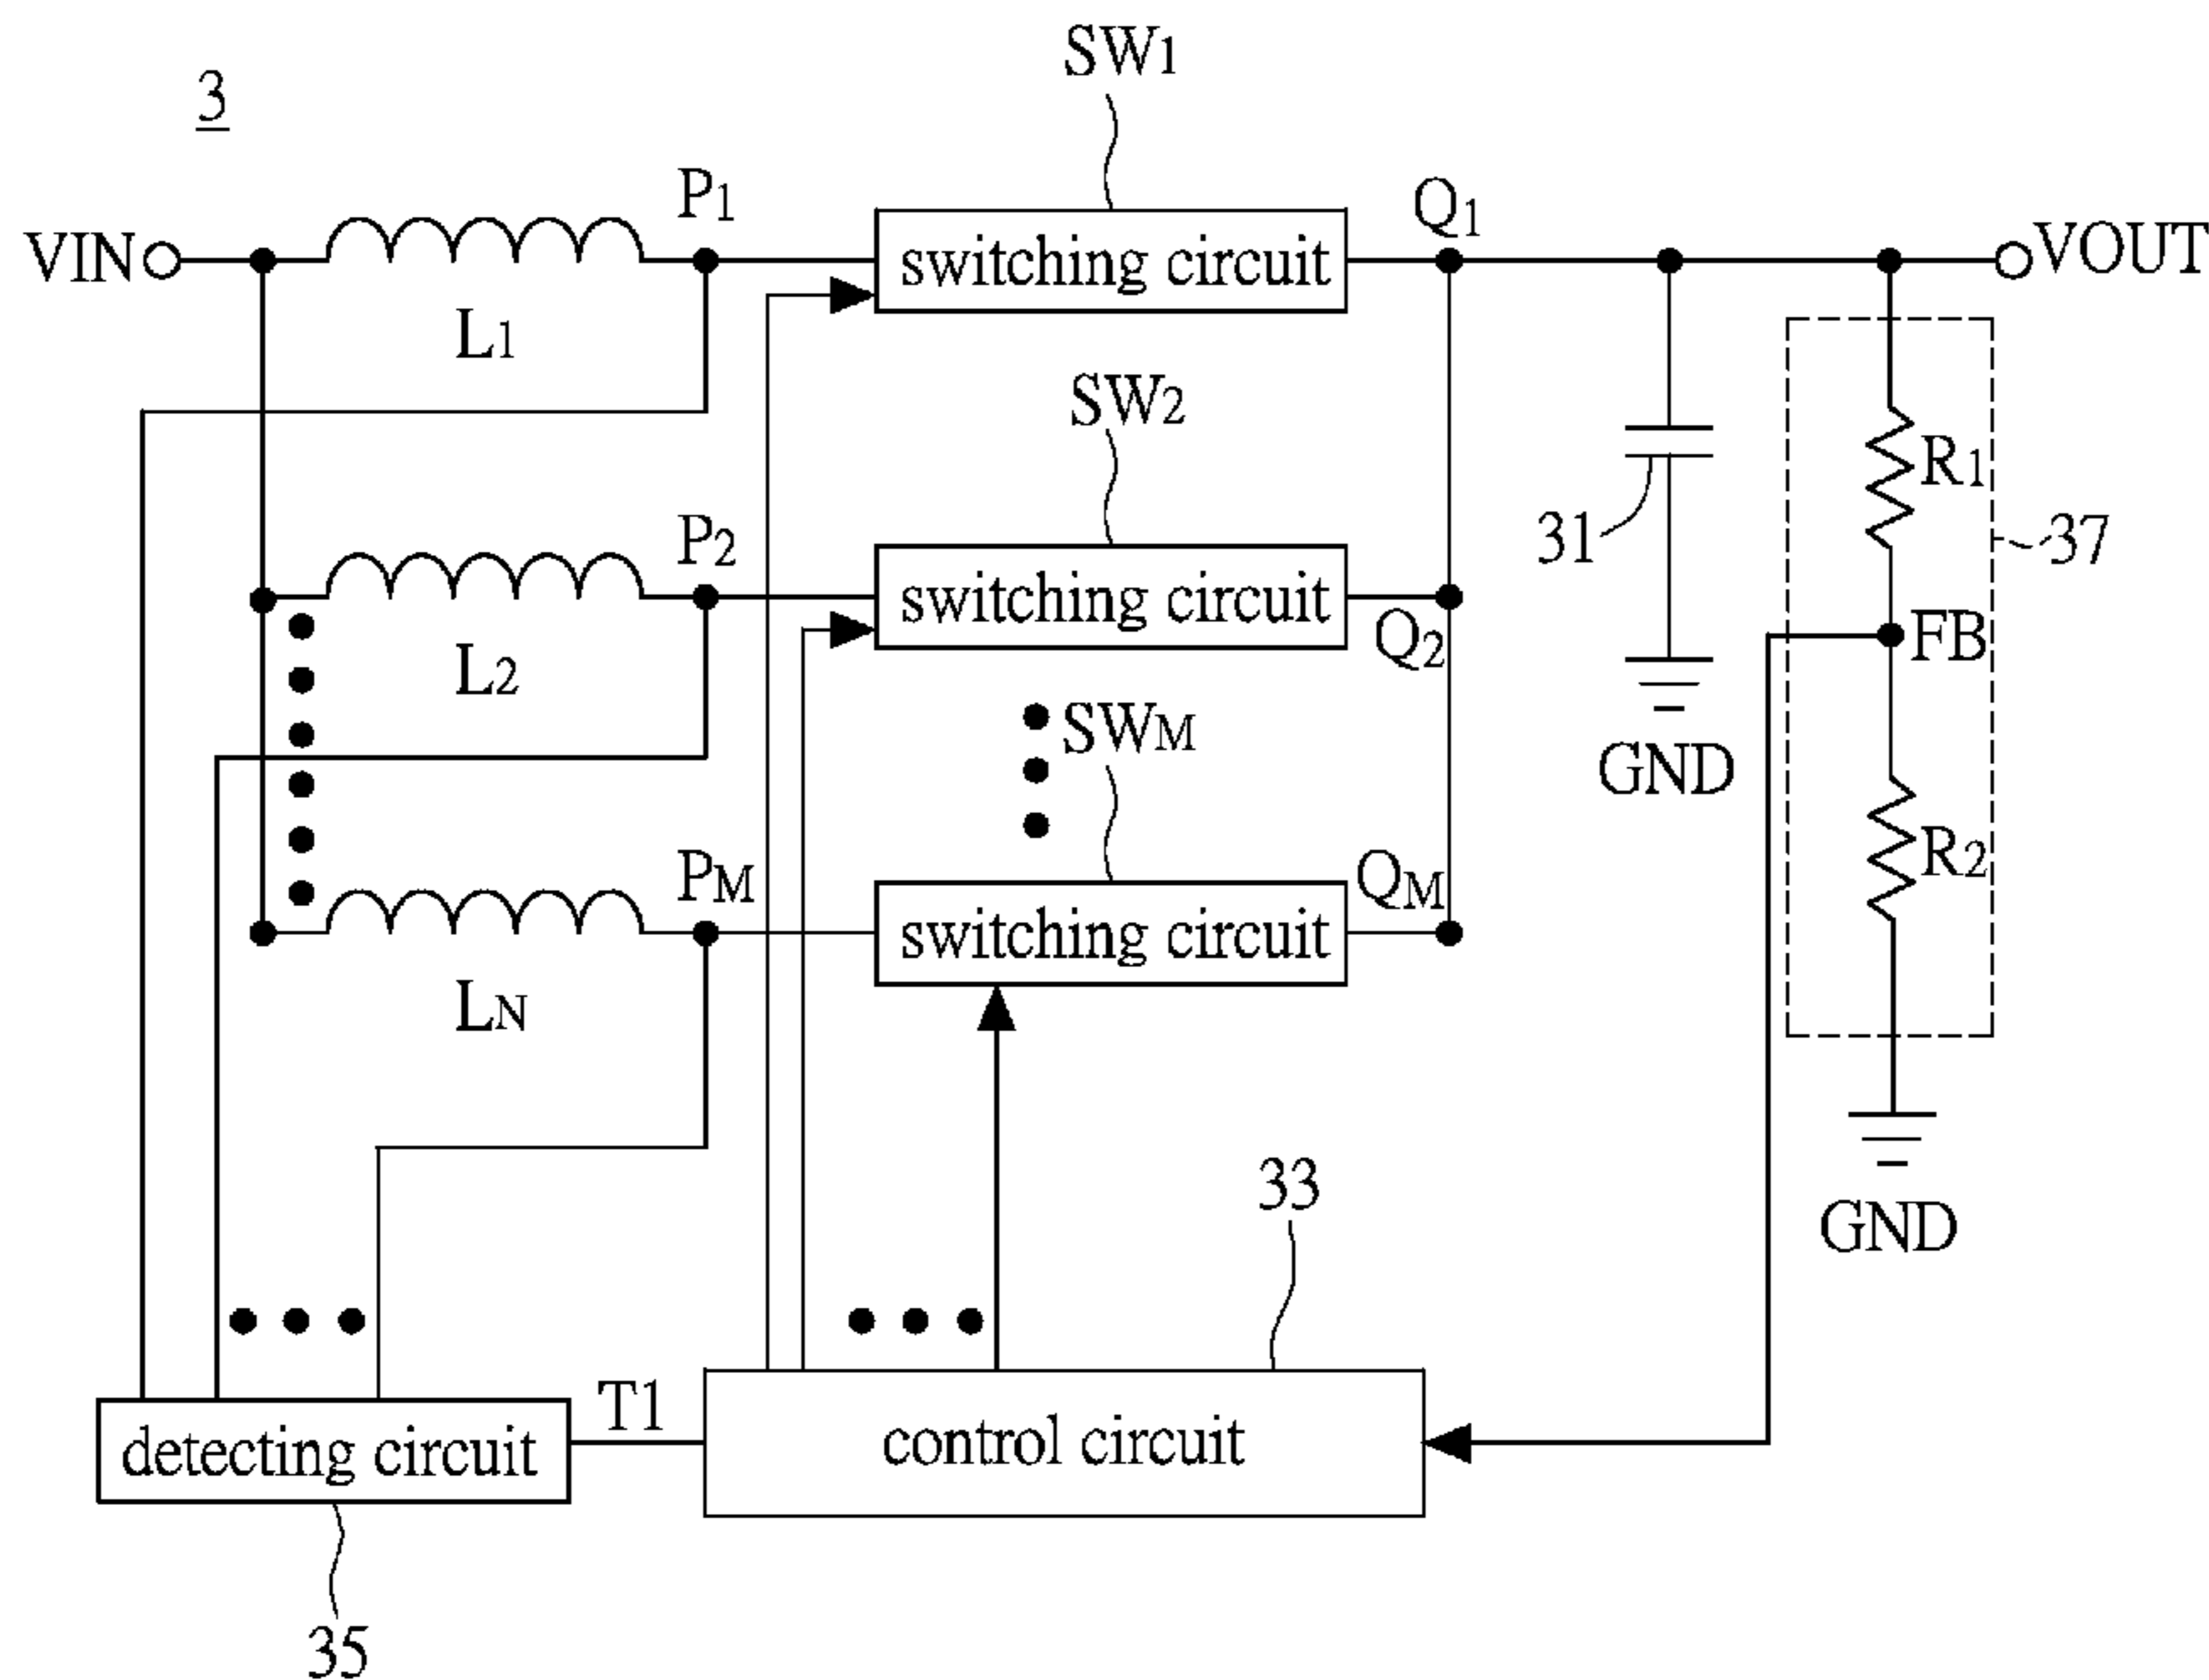 3
SW1
VIN
L1
P1
switching circuit
Q1
VOUT
SW2
L2
P2
switching circuit
Q2
31
R1
37
FB
GND
SWM
LN
PM
switching circuit
QM
R2
GND
33
detecting circuit
T1
control circuit
35